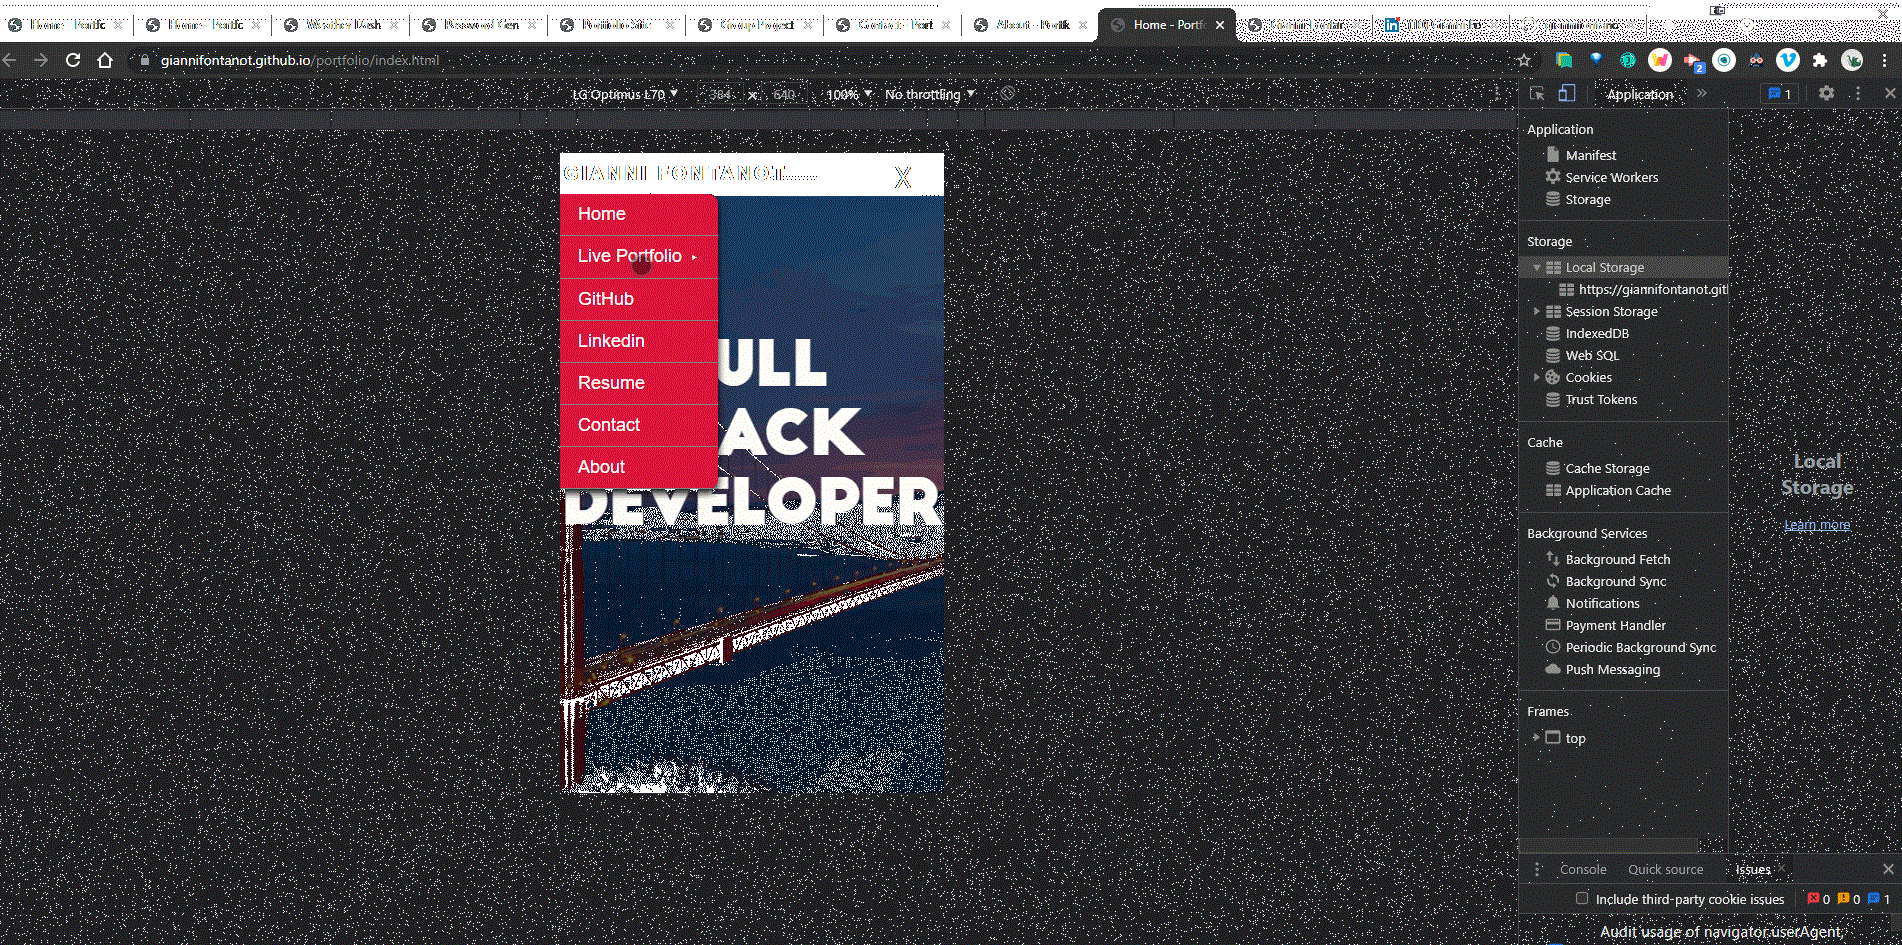 Home - Portfc
Home - Portfc
Weather Dash
Password Gen
Portfolio Site
Group Project
Contact - Port
About - Portfo
Home - Portfo
giannifontanot.github.io/portfolio/index.html
2
LG Optimus L70 384 × 640 100% No throttling
Application » 1
GIANNI FONTANOT
X
Home
Live Portfolio
GitHub
Linkedin
Resume
Contact
About
ULL
ACK
DEVELOPER
Application
Manifest
Service Workers
Storage
Storage
Local Storage
https://giannifontanot.gitl
Session Storage
IndexedDB
Web SQL
Cookies
Trust Tokens
Cache
Cache Storage
Application Cache
Background Services
Background Fetch
Background Sync
Notifications
Payment Handler
Periodic Background Sync
Push Messaging
Frames
top
Local
Storage
Learn more
Console Quick source Issues
Include third-party cookie issues 0 0 1
Audit usage of navigator.userAgent,